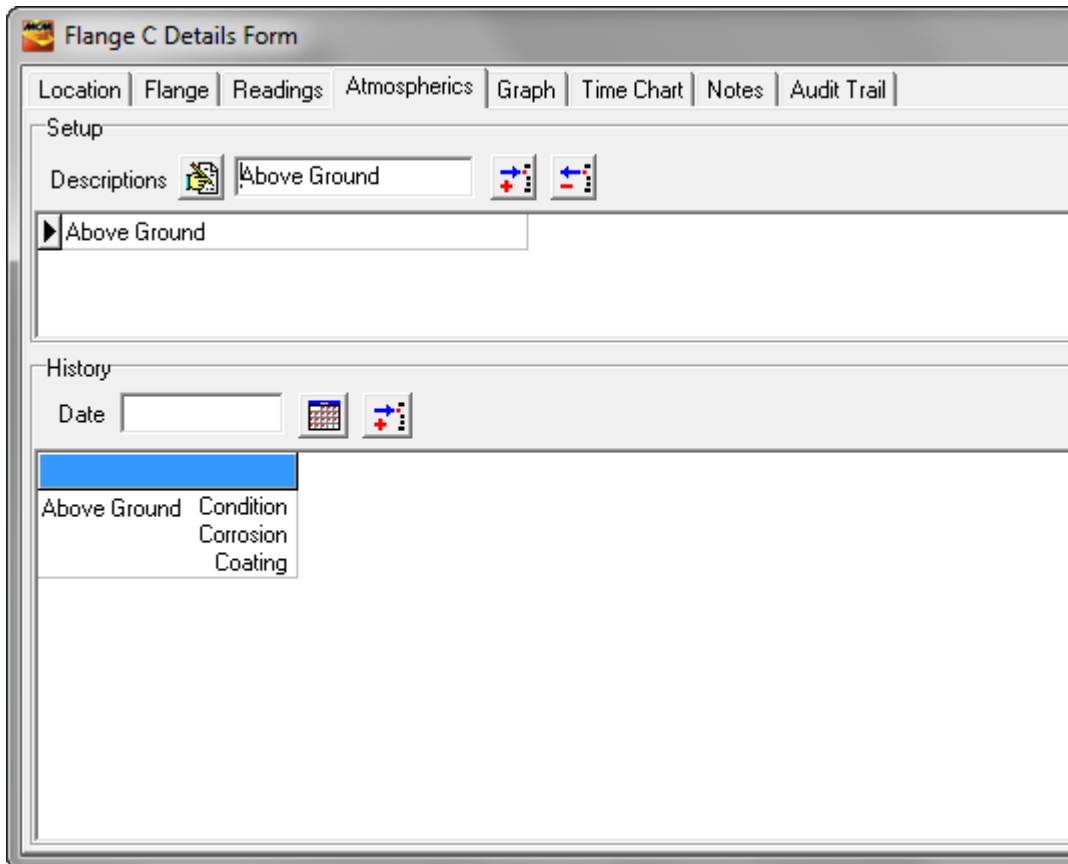 MCM
Flange C Details Form
Location Flange Readings Atmospherics Graph Time Chart Notes Audit Trail
Setup
Descriptions Above Ground
Above Ground
History
Date
Above Ground Condition
Corrosion
Coating